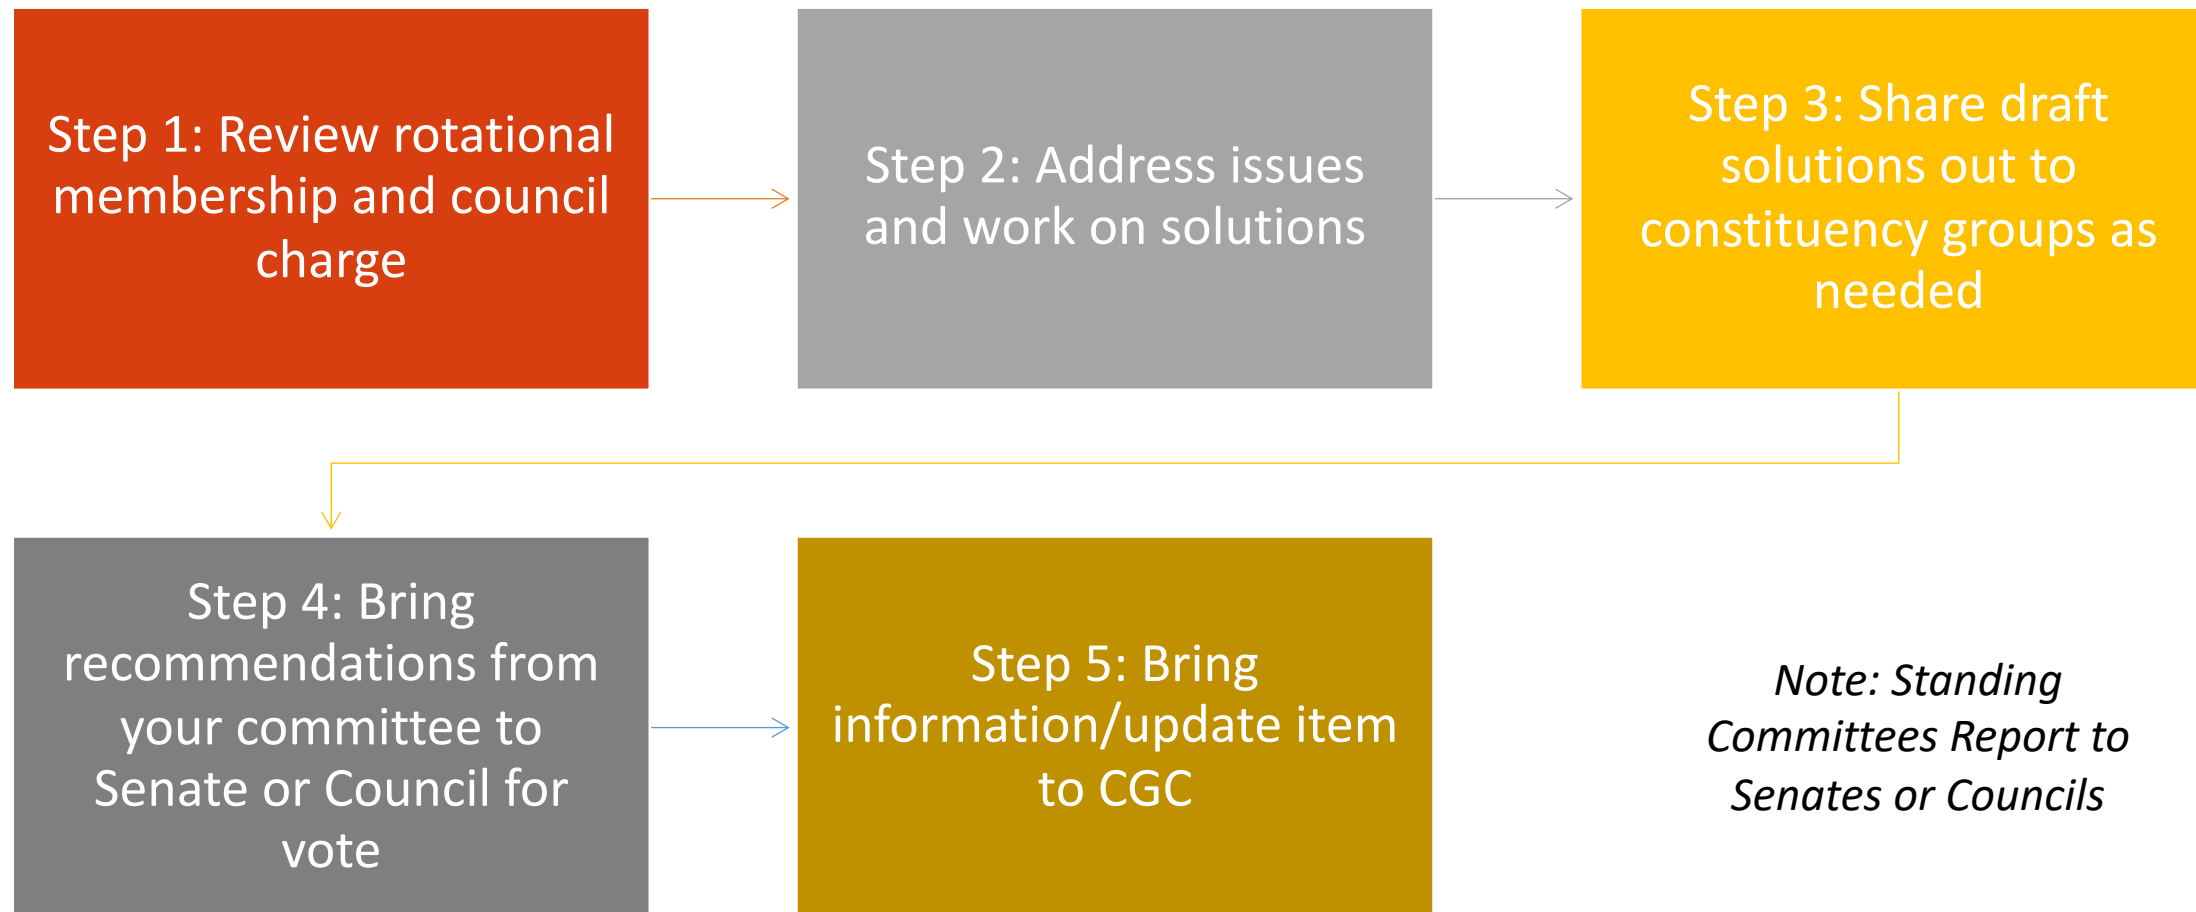 Step 1: Review rotational
membership and council
charge
Step 2: Address issues
and work on solutions
Step 3: Share draft
solutions out to
constituency groups as
needed
Step 4: Bring
recommendations from
your committee to
Senate or Council for
vote
Step 5: Bring
information/update item
to CGC
Note: Standing
Committees Report to
Senates or Councils